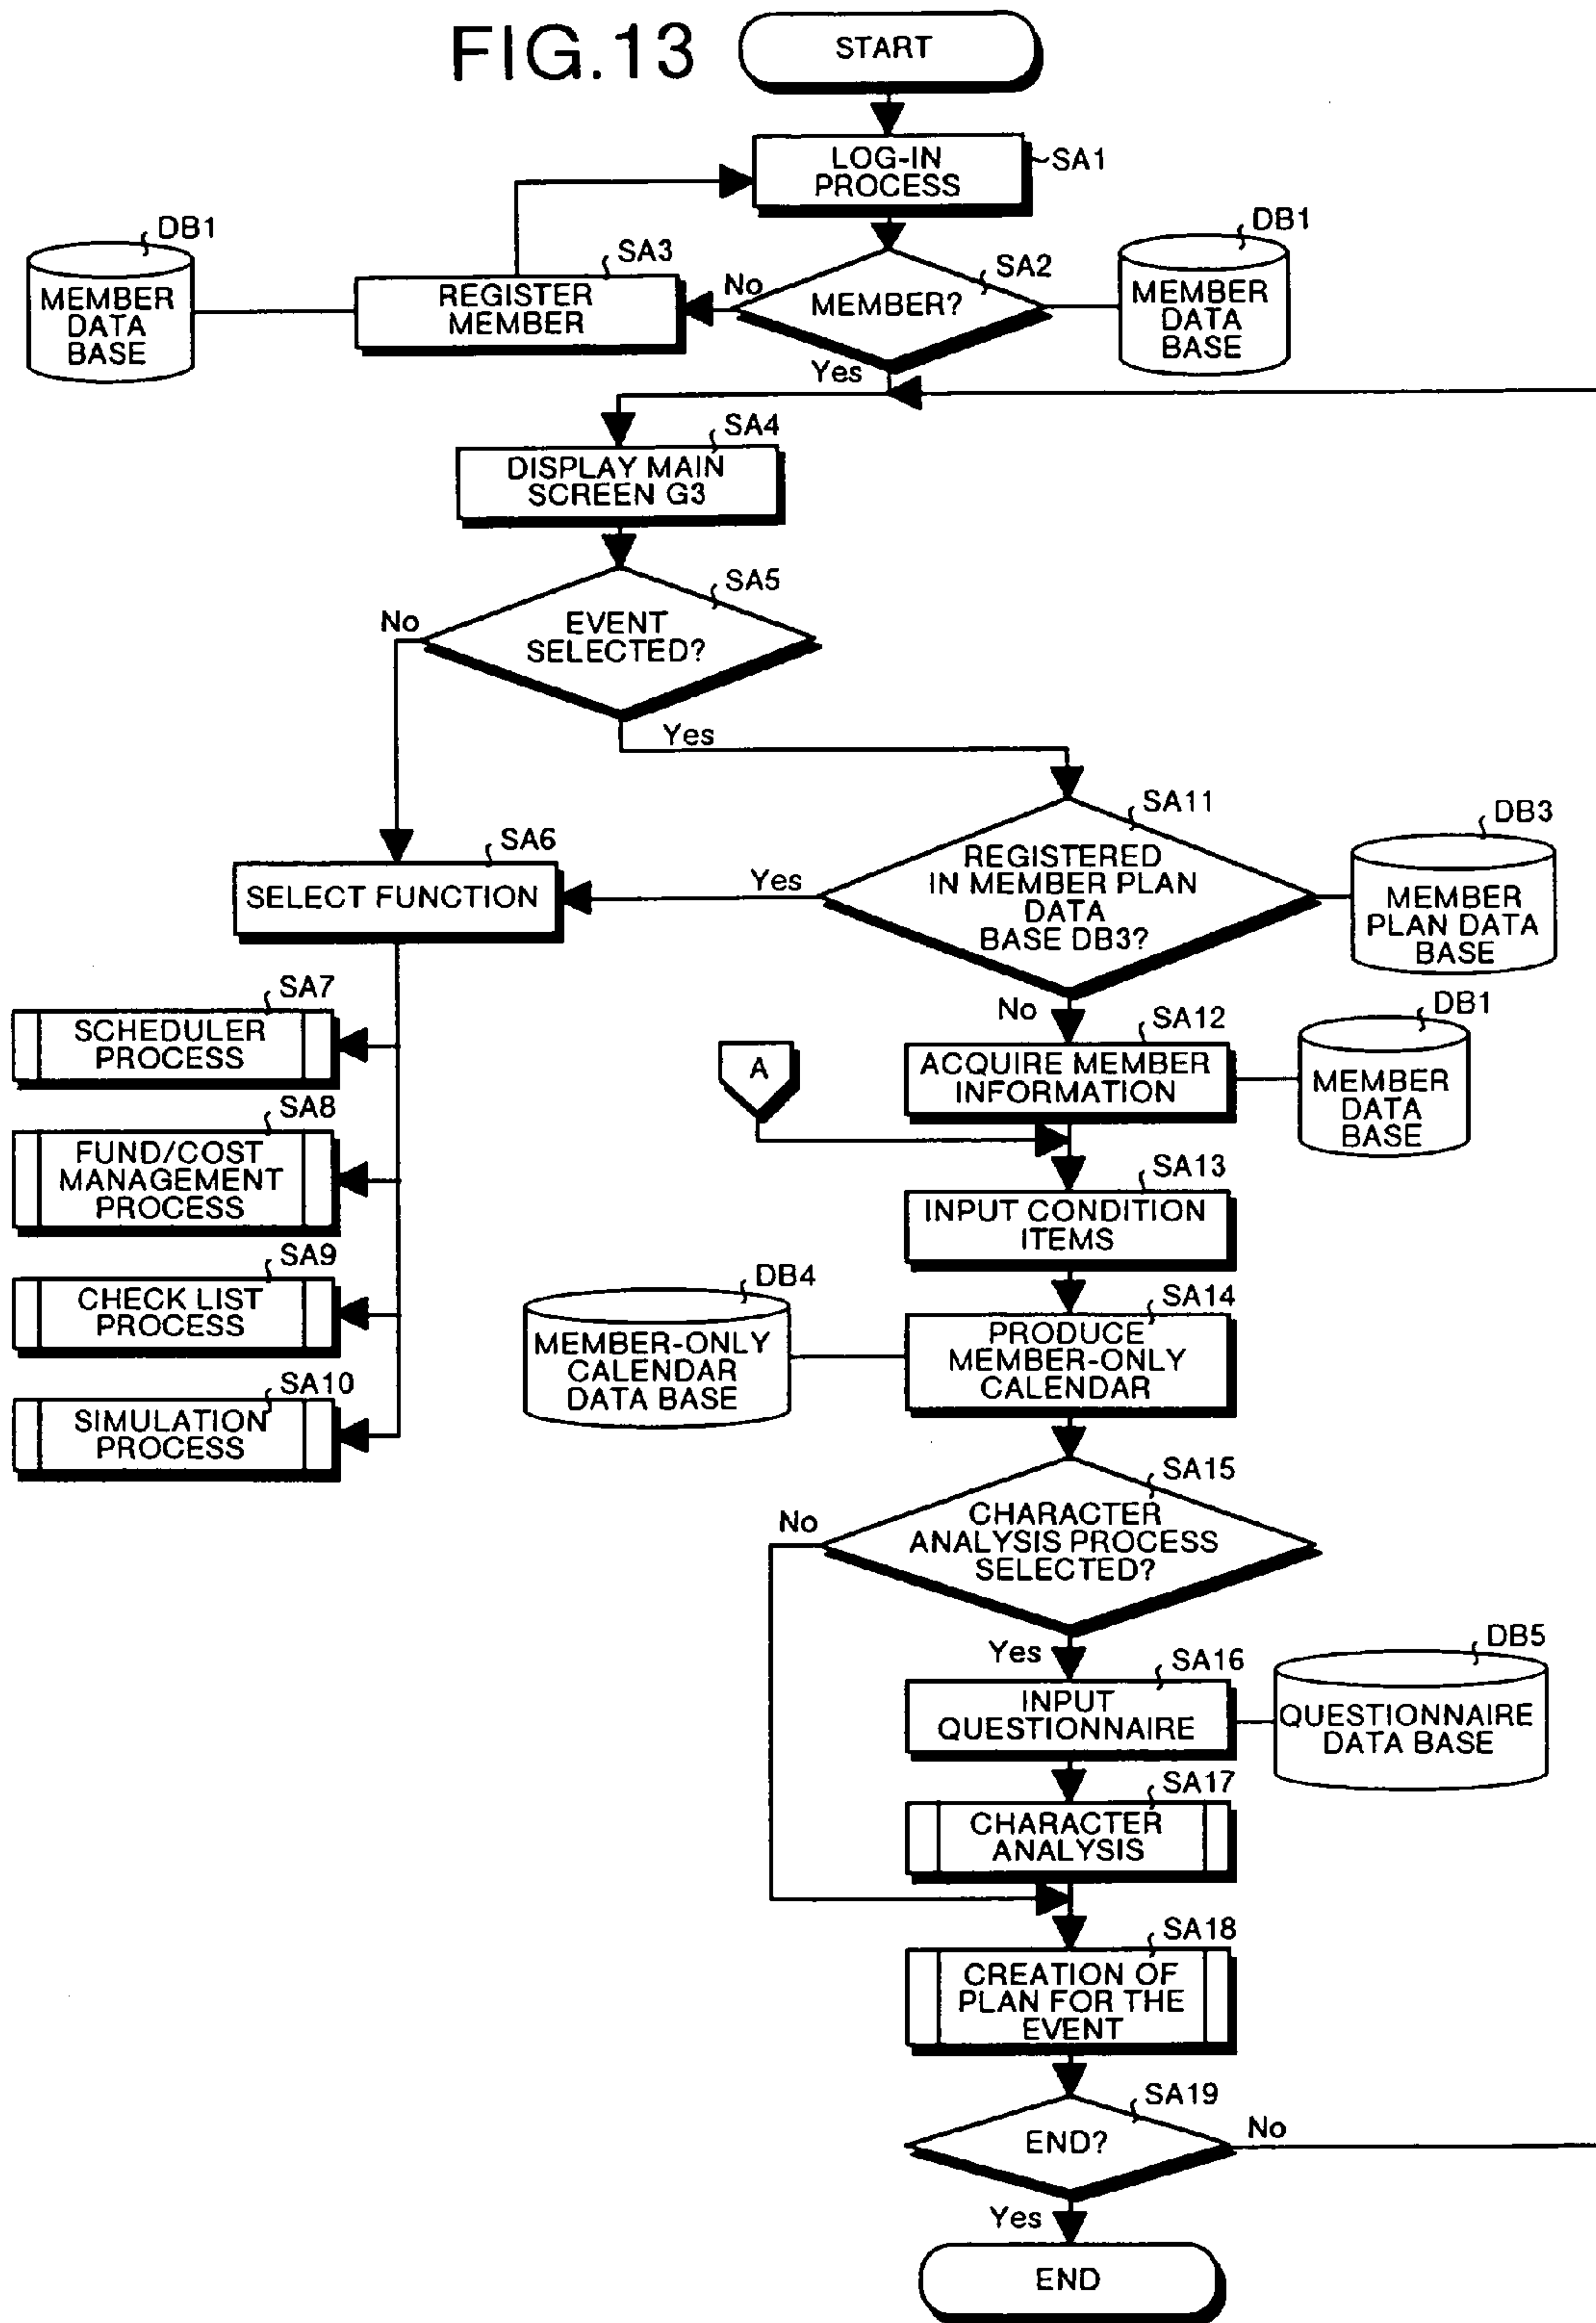 FIG.13
START
LOG-IN
PROCESS
SA1
DB1
MEMBER
DATA
BASE
SA3
REGISTER
MEMBER
No
SA2
MEMBER?
DB1
MEMBER
DATA
BASE
Yes
SA4
DISPLAY MAIN
SCREEN G3
SA5
EVENT
SELECTED?
No
Yes
SA6
SELECT FUNCTION
Yes
SA11
REGISTERED
IN MEMBER PLAN
DATA
BASE DB3?
DB3
MEMBER
PLAN DATA
BASE
No
SA7
SCHEDULER
PROCESS
SA8
FUND/COST
MANAGEMENT
PROCESS
SA9
CHECK LIST
PROCESS
SA10
SIMULATION
PROCESS
A
SA12
ACQUIRE MEMBER
INFORMATION
DB1
MEMBER
DATA
BASE
SA13
INPUT CONDITION
ITEMS
DB4
MEMBER-ONLY
CALENDAR
DATA BASE
SA14
PRODUCE
MEMBER-ONLY
CALENDAR
SA15
CHARACTER
ANALYSIS PROCESS
SELECTED?
No
Yes
SA16
INPUT
QUESTIONNAIRE
DB5
QUESTIONNAIRE
DATA BASE
SA17
CHARACTER
ANALYSIS
SA18
CREATION OF
PLAN FOR THE
EVENT
SA19
END?
No
Yes
END